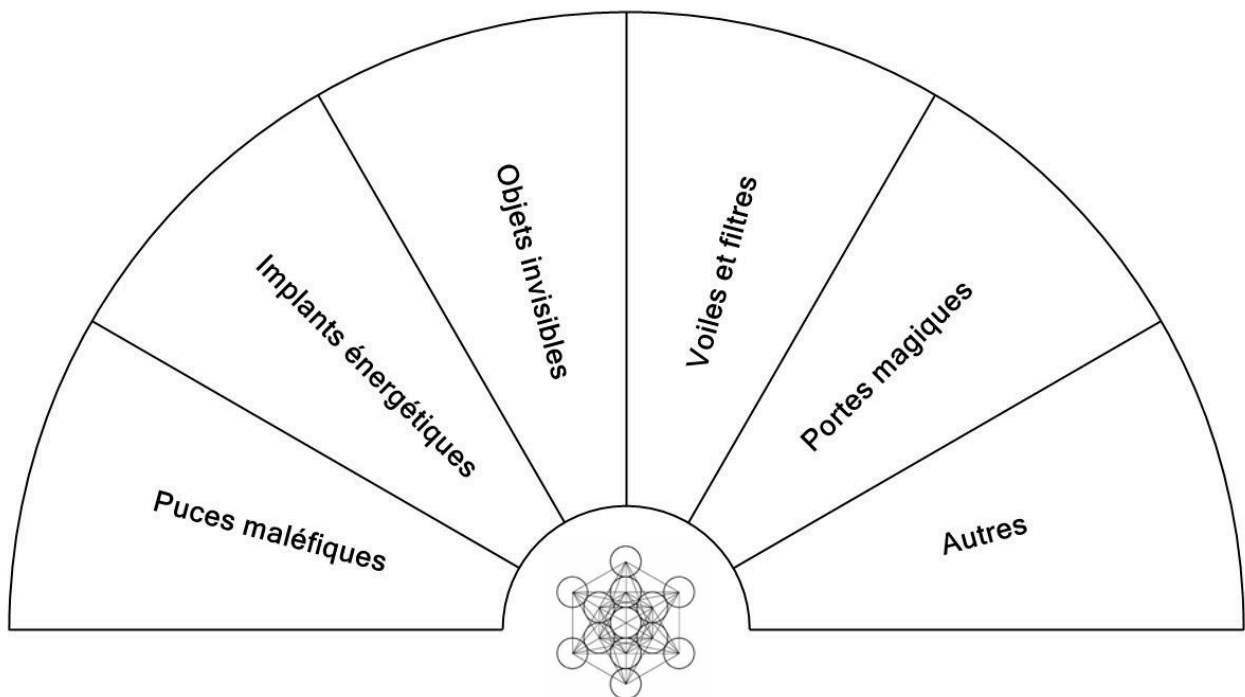 Puces maléfiques
Implants énergétiques
Objets invisibles
Voiles et filtres
Portes magiques
Autres